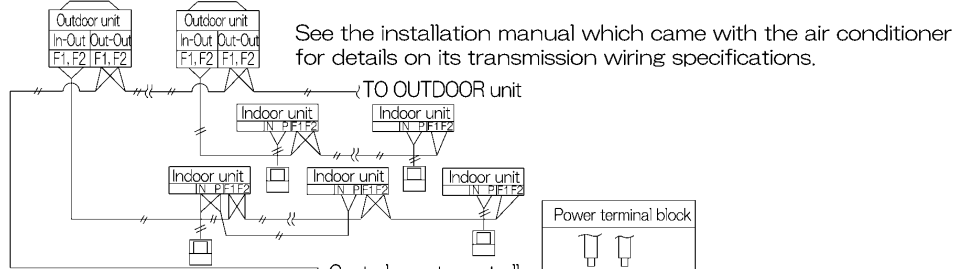 Outdoor unit Outdoor unit
In-Out Out-Out In-Out Out-Out
F1, F2 F1, F2 F1, F2 F1, F2
See the installation manual which came with the air conditioner
for details on its transmission wiring specifications.
TO OUTDOOR unit
Indoor unit Indoor unit
IN P F1 F2 IN P F1 F2
Indoor unit Indoor unit Indoor unit
IN P F1 F2 IN P F1 F2 IN P F1 F2
Power terminal block